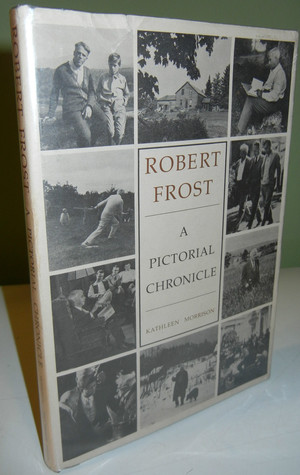 ROBERT FROST A PICTORIAL CHRONICLE
ROBERT
FROST
A
PICTORIAL
CHRONICLE
KATHLEEN MORRISON